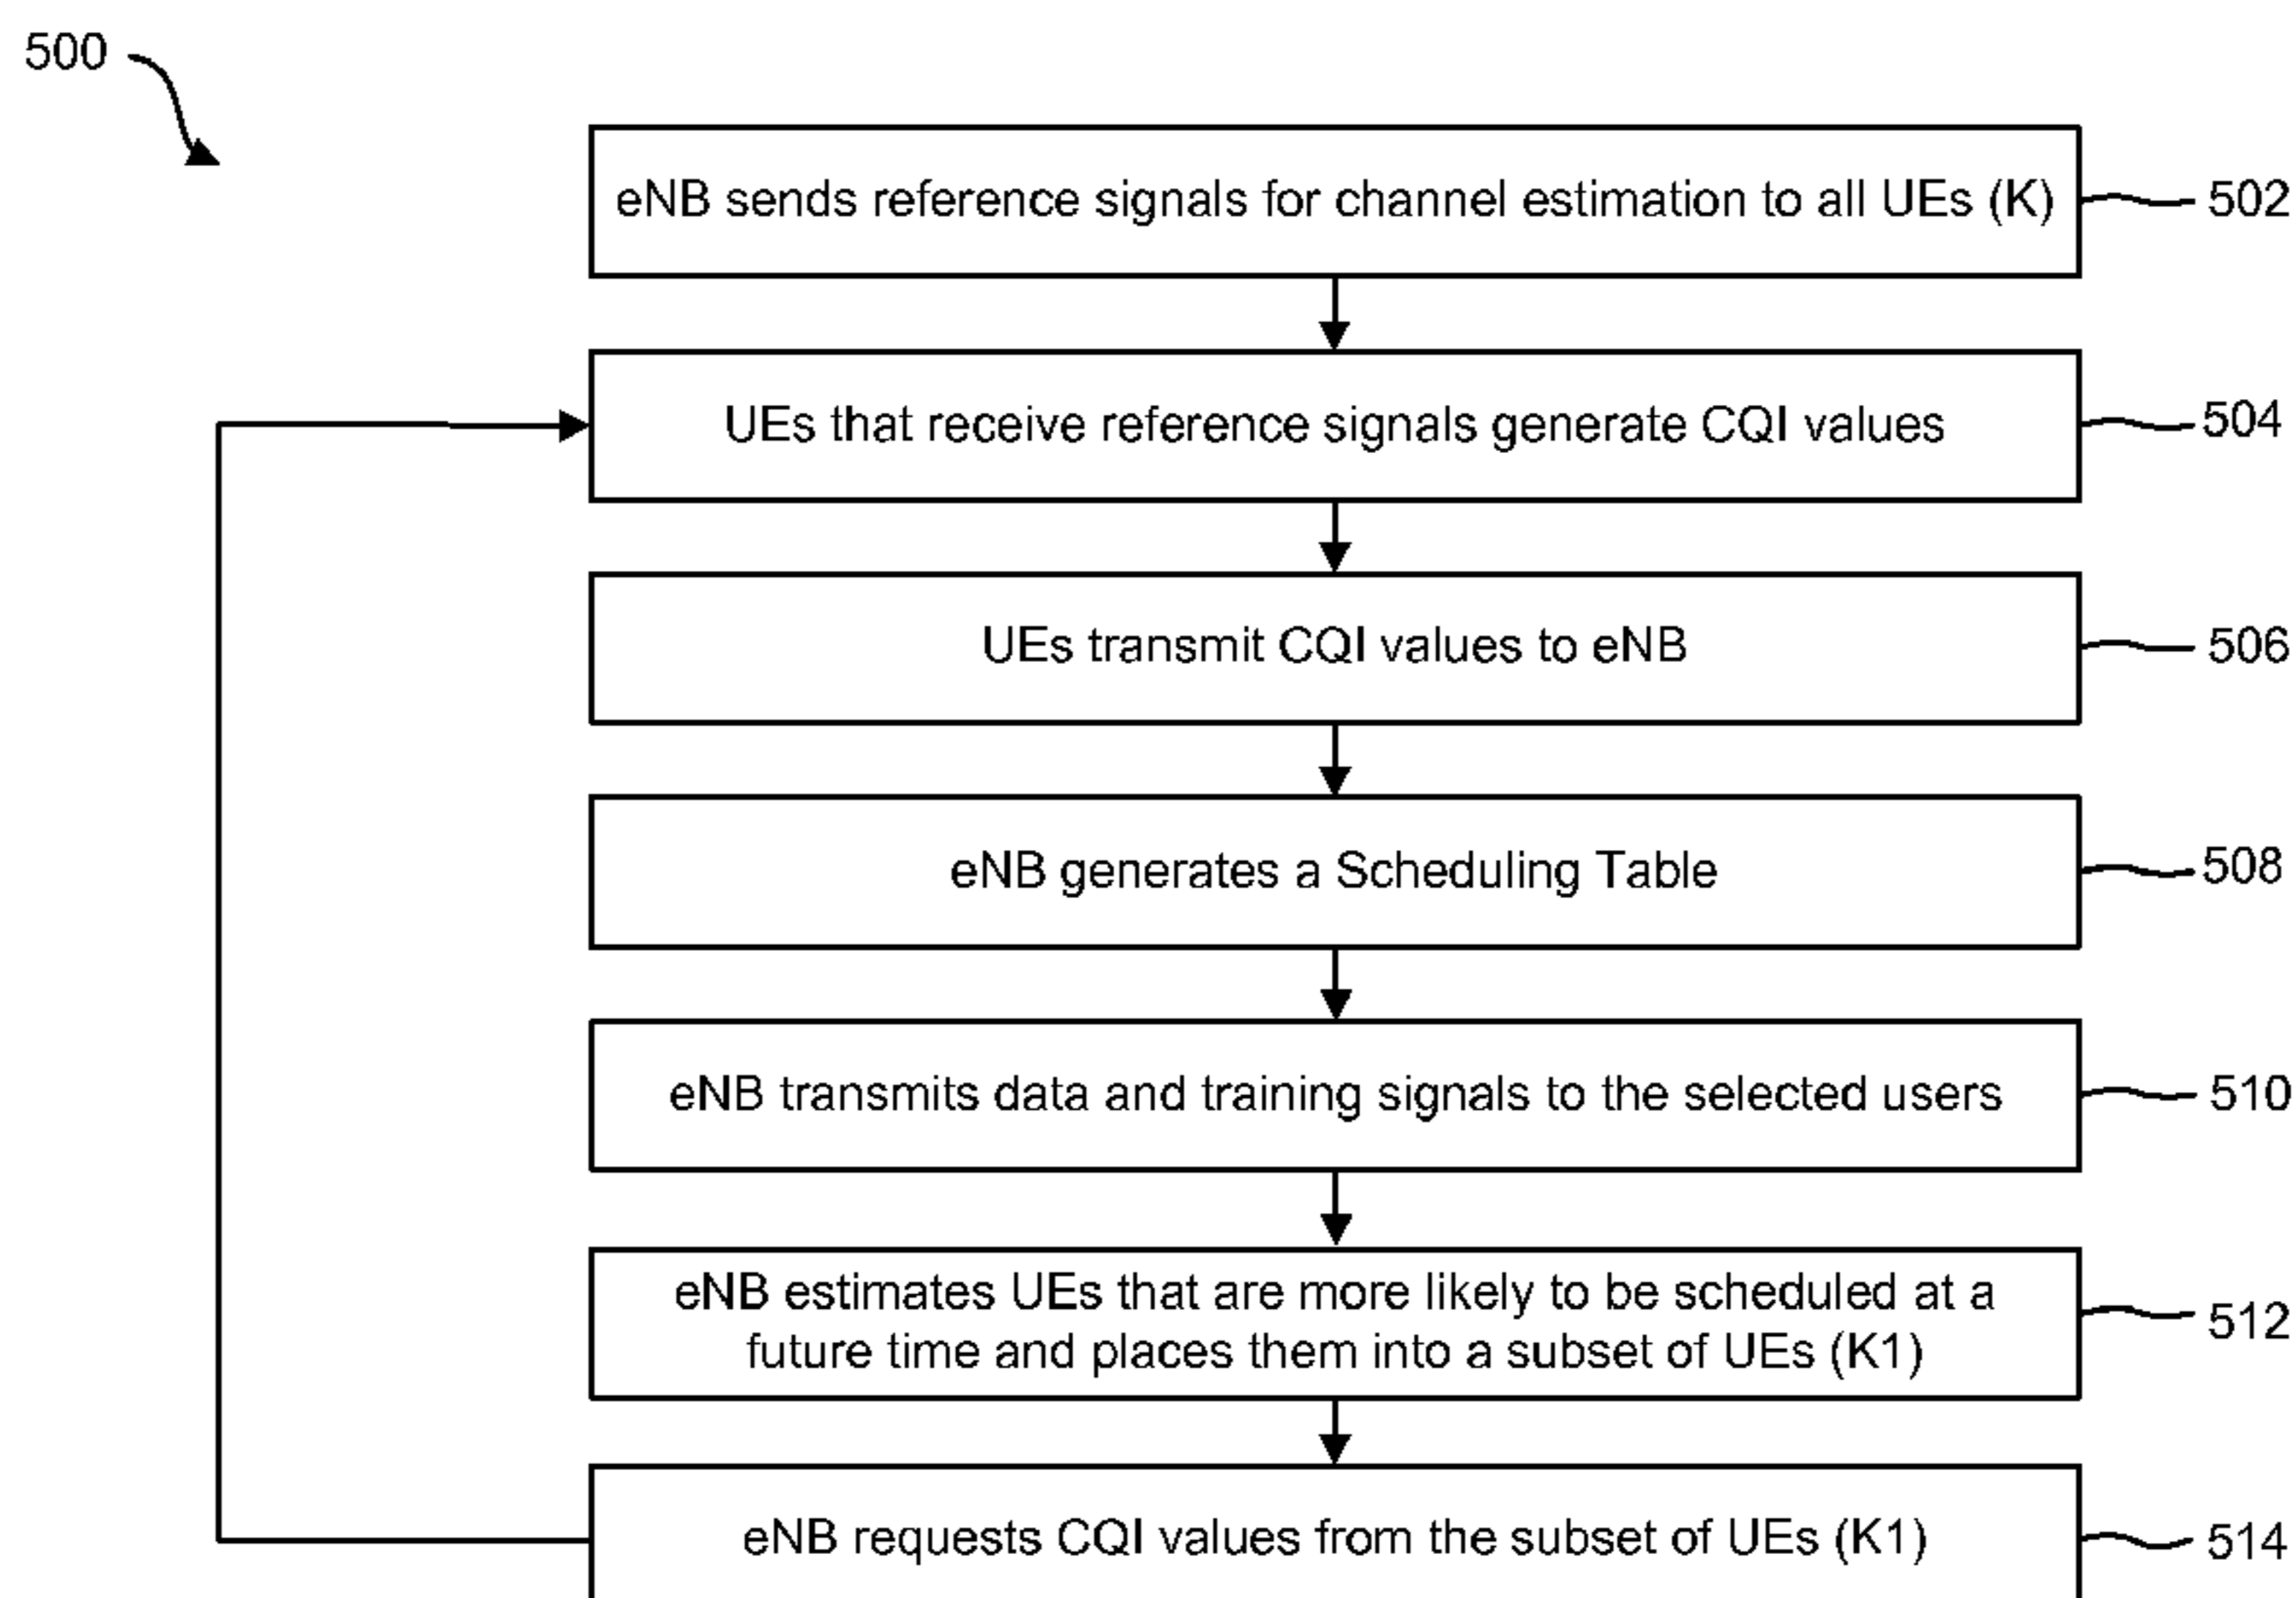 500
eNB sends reference signals for channel estimation to all UEs (K)
502
UEs that receive reference signals generate CQI values
504
UEs transmit CQI values to eNB
506
eNB generates a Scheduling Table
508
eNB transmits data and training signals to the selected users
510
eNB estimates UEs that are more likely to be scheduled at a
future time and places them into a subset of UEs (K1)
512
eNB requests CQI values from the subset of UEs (K1)
514